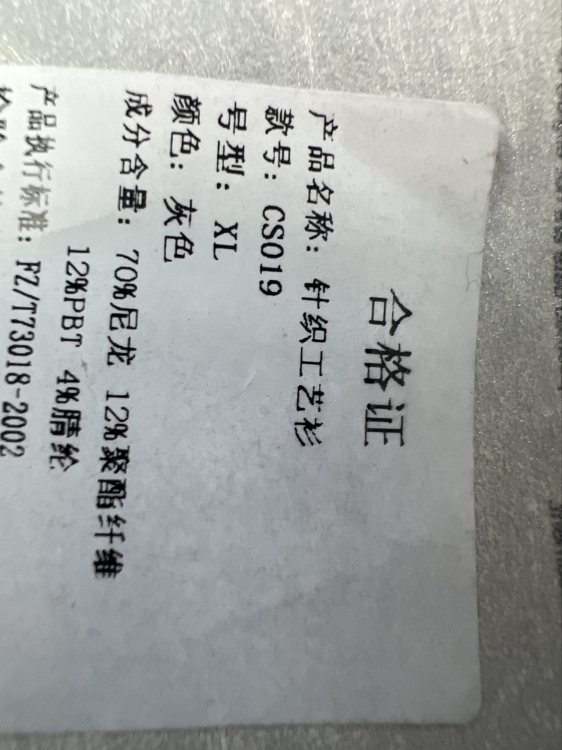 合格证
产品名称：针织工艺衫
款号：CS019
号型：XL
颜色：灰色
成分含量：70%尼龙 12%聚酯纤维
12%PBT 4%腈纶
产品执行标准：FZ/T73018-2002